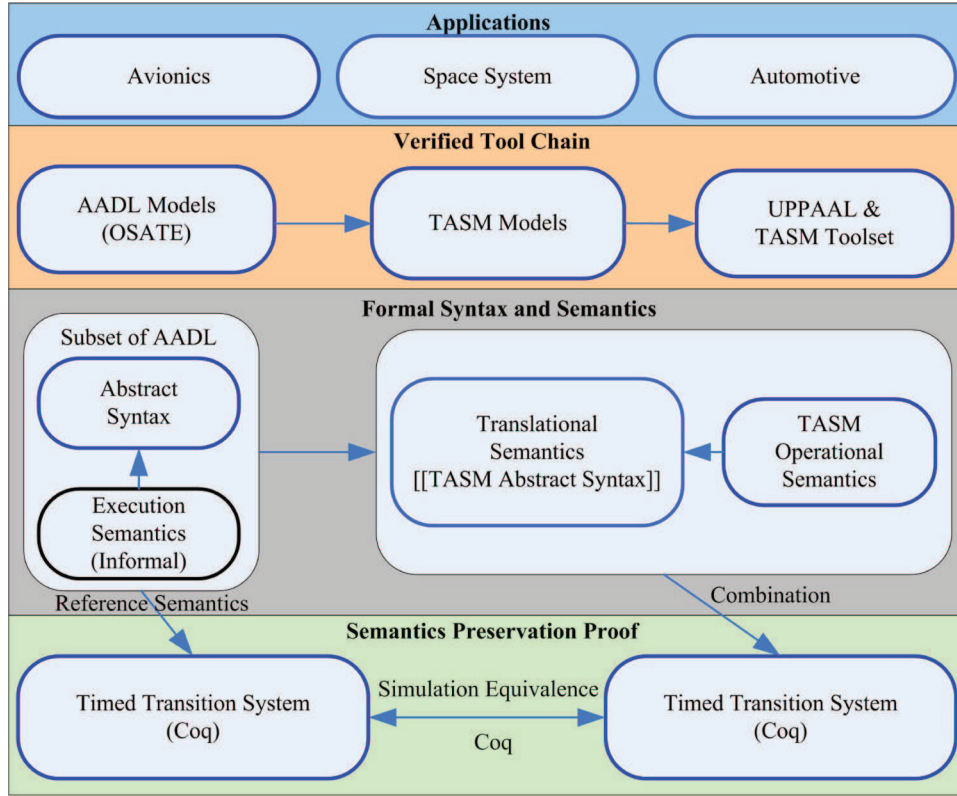 Applications
Avionics
Space System
Automotive
Verified Tool Chain
AADL Models
(OSATE)
TASM Models
UPPAAL &
TASM Toolset
Formal Syntax and Semantics
Subset of AADL
Abstract
Syntax
Execution
Semantics
(Informal)
Translational
Semantics
[[TASM Abstract Syntax]]
TASM
Operational
Semantics
Reference Semantics
Combination
Semantics Preservation Proof
Timed Transition System
(Coq)
Simulation Equivalence
Coq
Timed Transition System
(Coq)